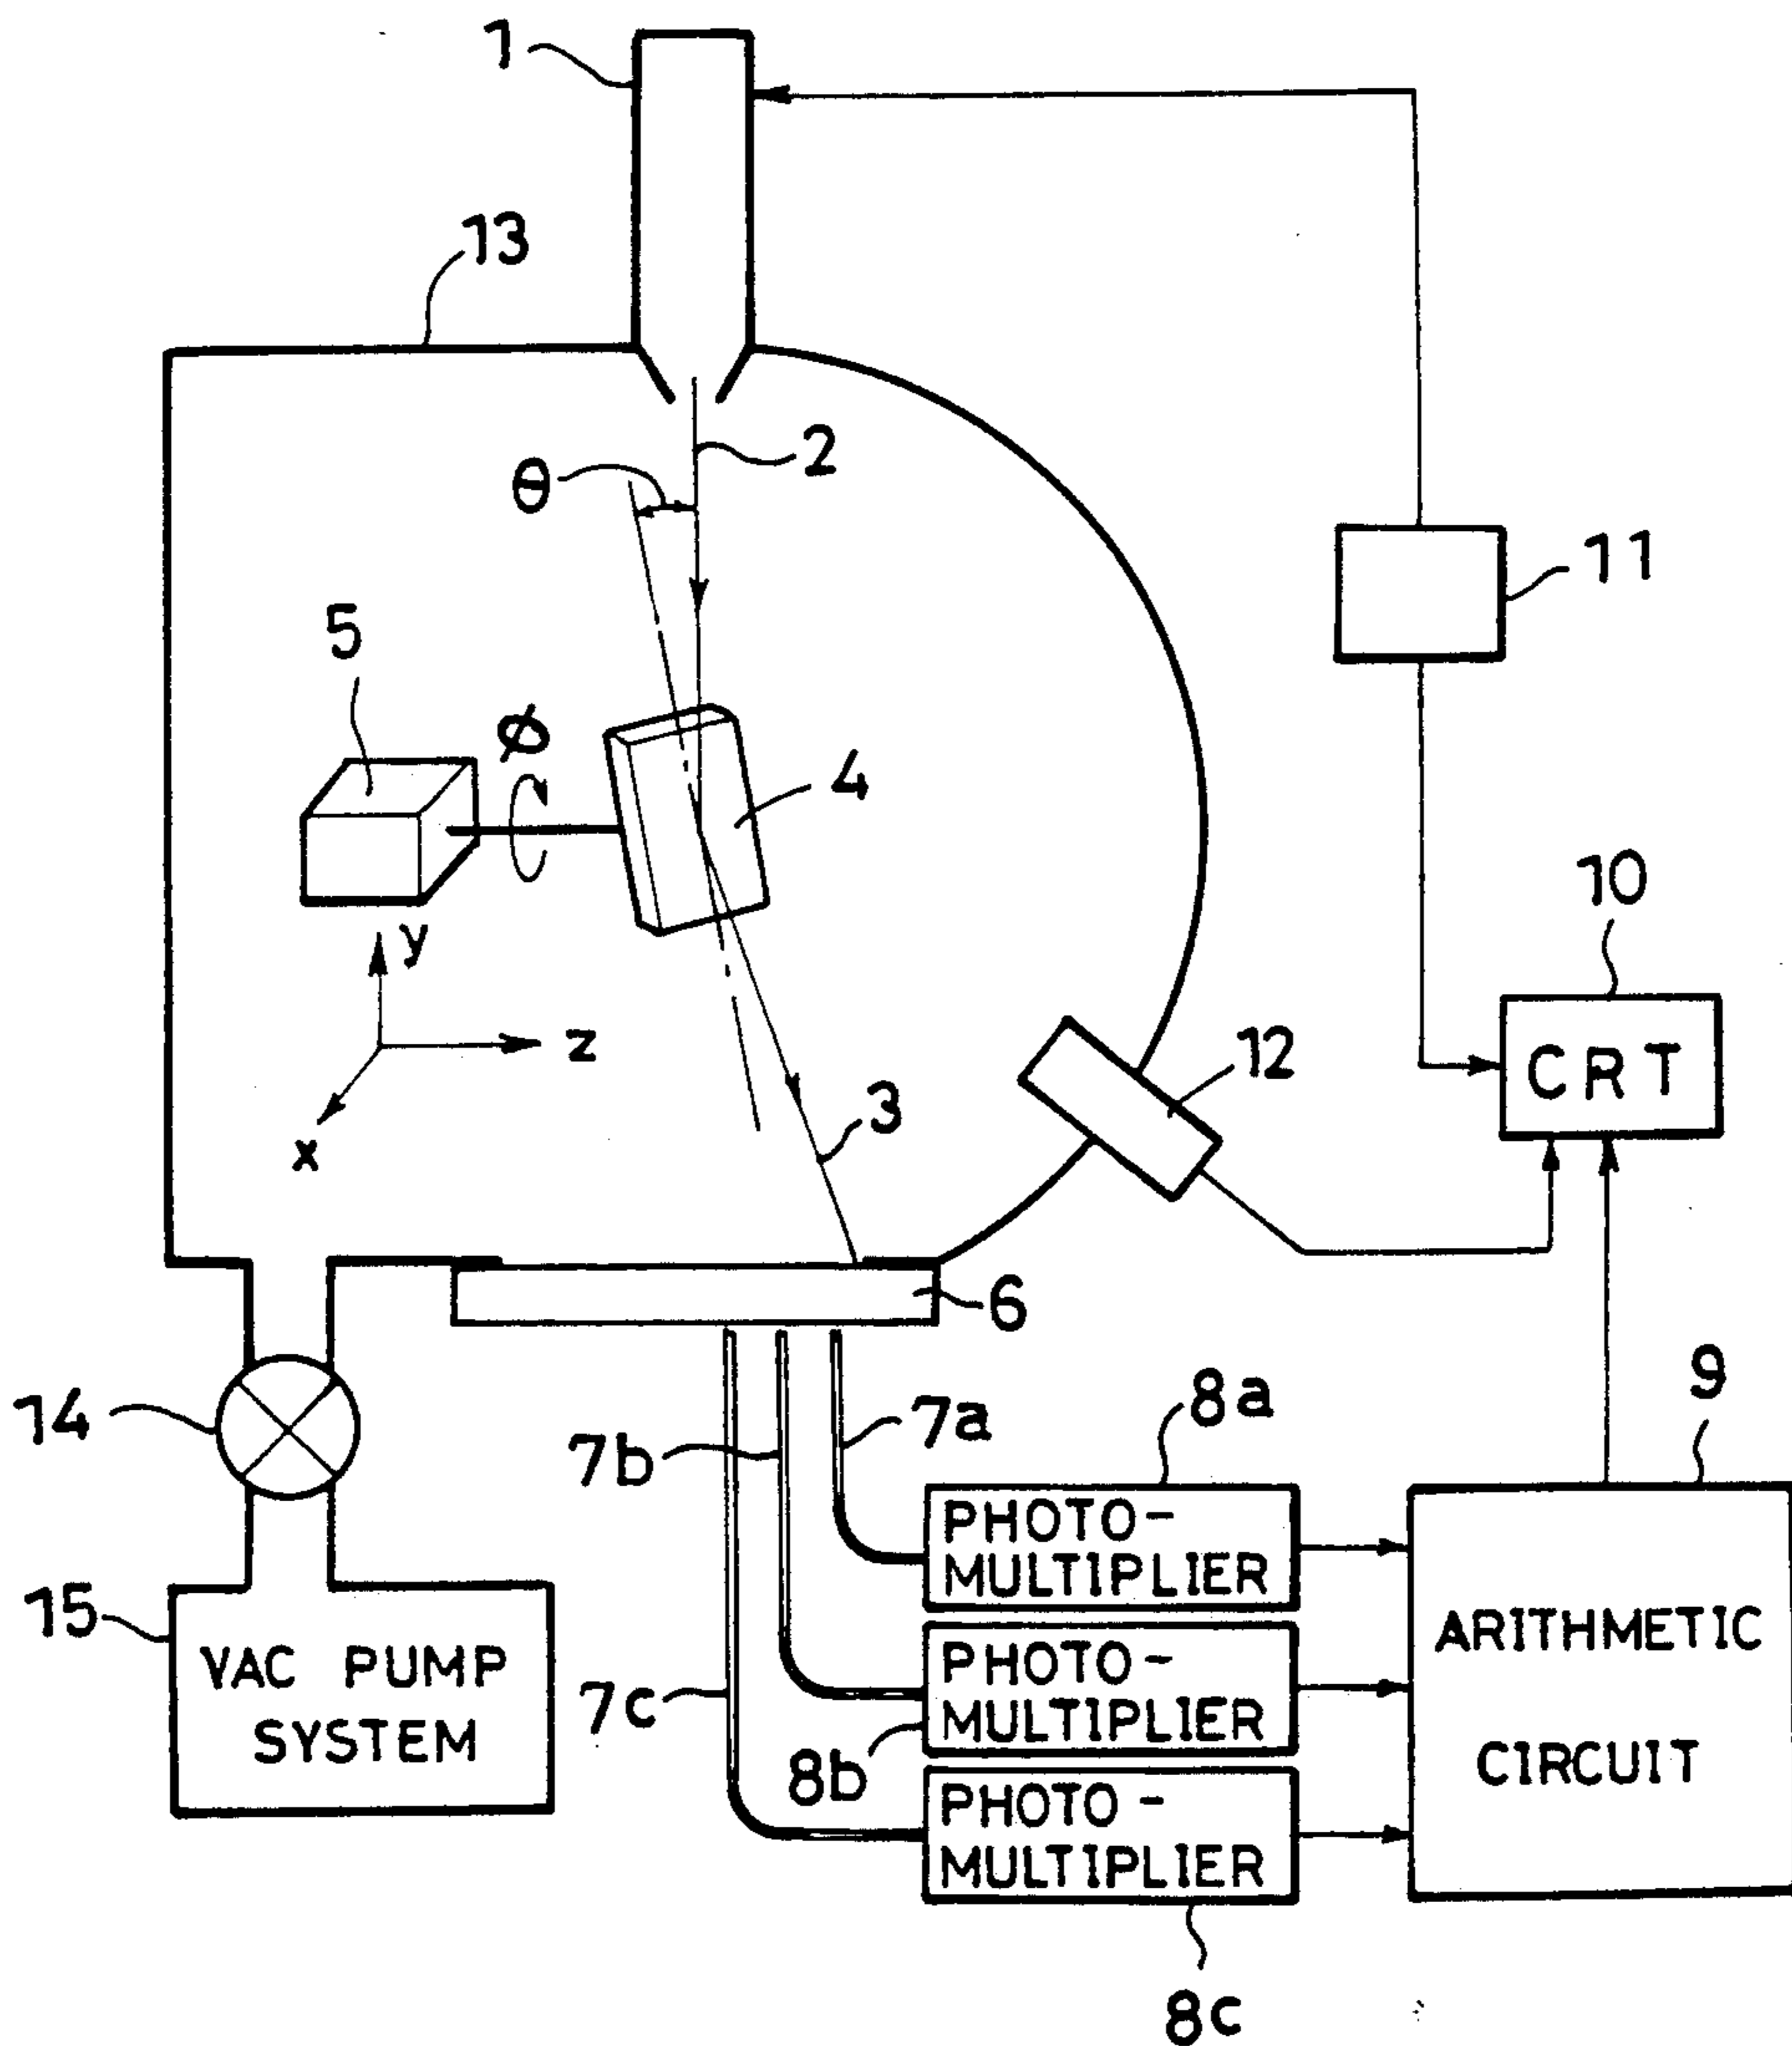 1
13
2
θ
11
5
φ
4
10
y
CRT
z
12
3
x
6
9
8a
14
7a
7b
PHOTO-
MULTIPLIER
15
ARITHMETIC
CIRCUIT
VAC PUMP
SYSTEM
PHOTO-
MULTIPLIER
7c
8b
PHOTO-
MULTIPLIER
8c